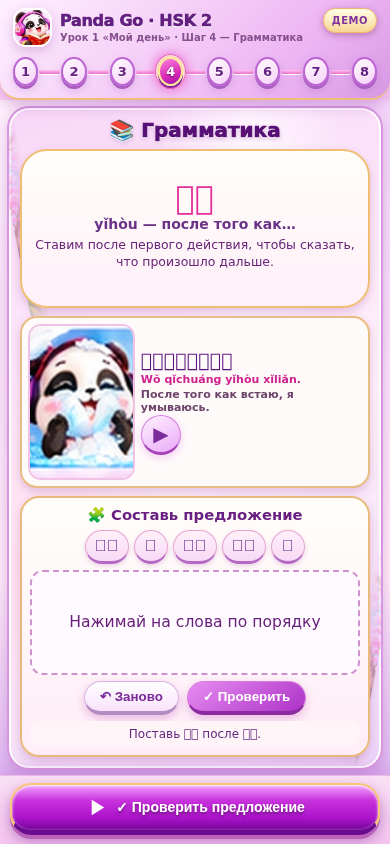 Panda Go · HSK 2
Урок 1 «Мой день» · Шаг 4 — Грамматика
ДЕМО
1 2 3 4 5 6 7 8
📚 Грамматика
yǐhòu — после того как…
Ставим после первого действия, чтобы сказать,
что произошло дальше.
Wǒ qǐchuáng yǐhòu xǐliǎn.
После того как встаю, я
умываюсь.
▶
🧩 Составь предложение
Нажимай на слова по порядку
↶ Заново
✓ Проверить
Поставь после
▶ ✓ Проверить предложение